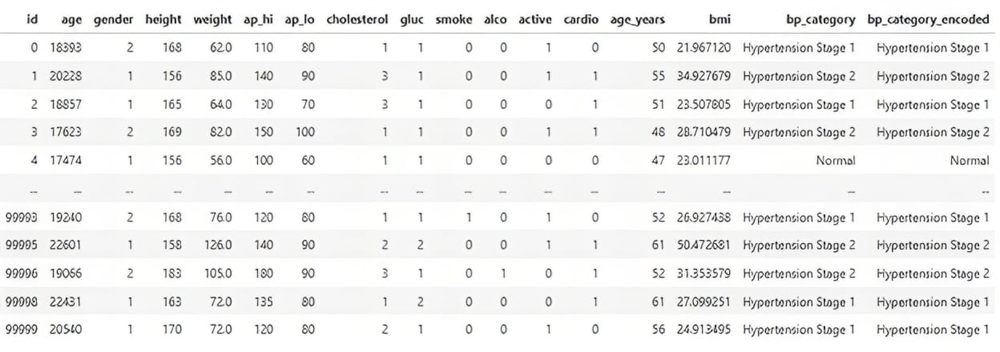 id age gender height weight ap_hi ap_lo cholesterol gluc smoke alco active cardio age_years bmi bp_category bp_category_encoded
0 18393 2 168 62.0 110 80 1 1 0 0 1 0 50 21.967120 Hypertension Stage 1 Hypertension Stage 1
1 20228 1 156 85.0 140 90 3 1 0 0 1 1 55 34.927679 Hypertension Stage 2 Hypertension Stage 2
2 18857 1 165 64.0 130 70 3 1 0 0 0 1 51 23.507805 Hypertension Stage 1 Hypertension Stage 1
3 17623 2 169 82.0 150 100 1 1 0 0 1 1 48 28.710479 Hypertension Stage 2 Hypertension Stage 2
4 17474 1 156 56.0 100 60 1 1 0 0 0 0 47 23.011177 Normal Normal
... ... ... ... ... ... ... ... ... ... ... ... ... ... ... ... ...
99993 19240 2 168 76.0 120 80 1 1 1 0 1 0 52 26.927438 Hypertension Stage 1 Hypertension Stage 1
99995 22601 1 158 126.0 140 90 2 2 0 0 1 1 61 50.472681 Hypertension Stage 2 Hypertension Stage 2
99996 19066 2 183 105.0 180 90 3 1 0 1 0 1 52 31.353579 Hypertension Stage 2 Hypertension Stage 2
99998 22431 1 163 72.0 135 80 1 2 0 0 0 1 61 27.099251 Hypertension Stage 1 Hypertension Stage 1
99999 20540 1 170 72.0 120 80 2 1 0 0 1 0 56 24.913495 Hypertension Stage 1 Hypertension Stage 1